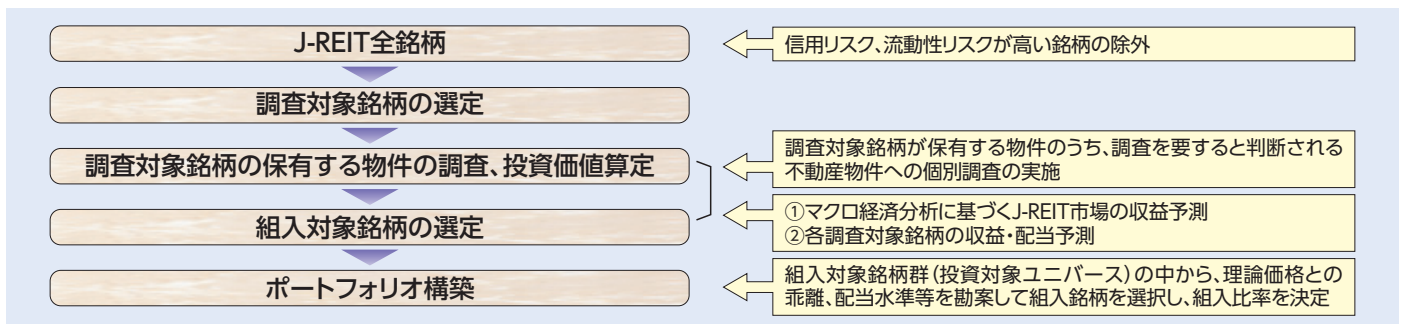 J-REIT全銘柄
信用リスク、流動性リスクが高い銘柄の除外
調査対象銘柄の選定
調査対象銘柄の保有する物件の調査、投資価値算定
調査対象銘柄が保有する物件のうち、調査を要すると判断される
不動産物件への個別調査の実施
組入対象銘柄の選定
①マクロ経済分析に基づくJ-REIT市場の収益予測
②各調査対象銘柄の収益・配当予測
ポートフォリオ構築
組入対象銘柄群(投資対象ユニバース)の中から、理論価格との
乖離、配当水準等を勘案して組入銘柄を選択し、組入比率を決定